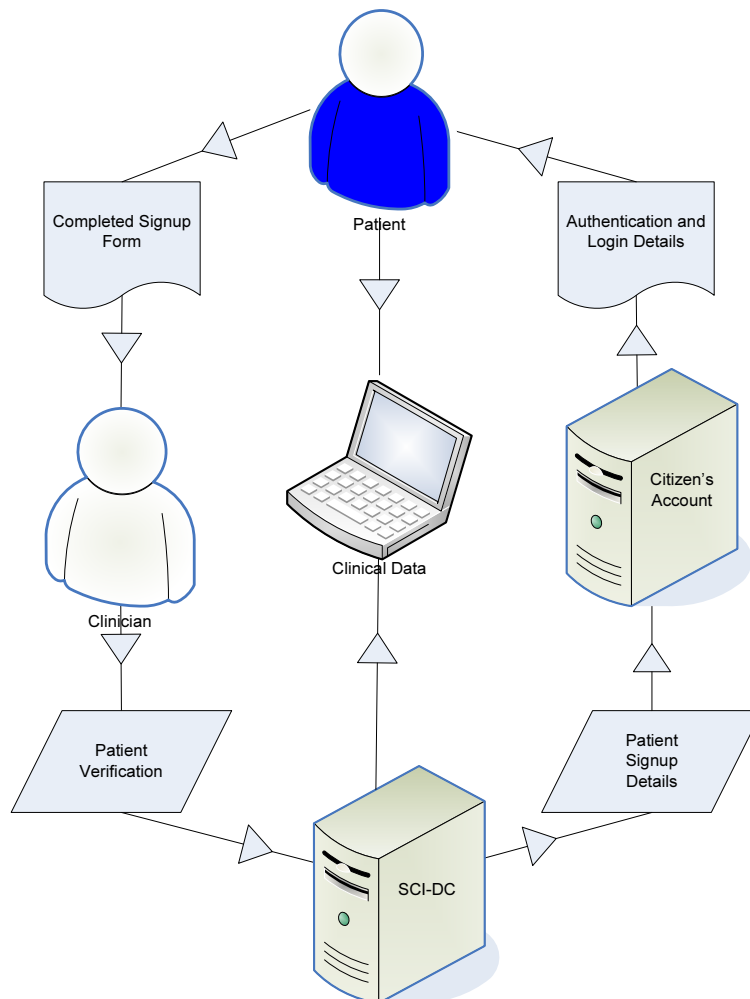 Patient
Completed Signup
Form
Authentication and
Login Details
Citizen's
Account
Clinical Data
Clinician
Patient
Verification
Patient
Signup
Details
SCI-DC